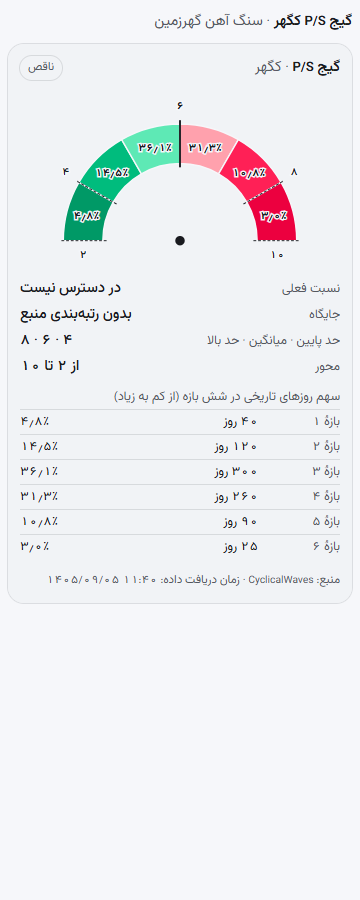 گیج P/S کگهر · سنگ آهن گهرزمین
گیج P/S · کگهر
ناقص
۶
۳۶٫۱٪ ۳۱٫۳٪
۴ ۱۴٫۵٪ ۱۰٫۸٪ ۸
۴٫۸٪ ۳٫۰٪
۲ ۱۰
نسبت فعلی در دسترس نیست
جایگاه بدون رتبه‌بندی منبع
حد پایین · میانگین · حد بالا ۴ · ۶ · ۸
محور از ۲ تا ۱۰
سهم روزهای تاریخی در شش بازه (از کم به زیاد)
بازهٔ ۱ ۴۰ روز ۴٫۸٪
بازهٔ ۲ ۱۲۰ روز ۱۴٫۵٪
بازهٔ ۳ ۳۰۰ روز ۳۶٫۱٪
بازهٔ ۴ ۲۶۰ روز ۳۱٫۳٪
بازهٔ ۵ ۹۰ روز ۱۰٫۸٪
بازهٔ ۶ ۲۵ روز ۳٫۰٪
منبع: CyclicalWaves · زمان دریافت داده: ۱۴۰۵/۰۹/۰۵ ۱۱:۴۰